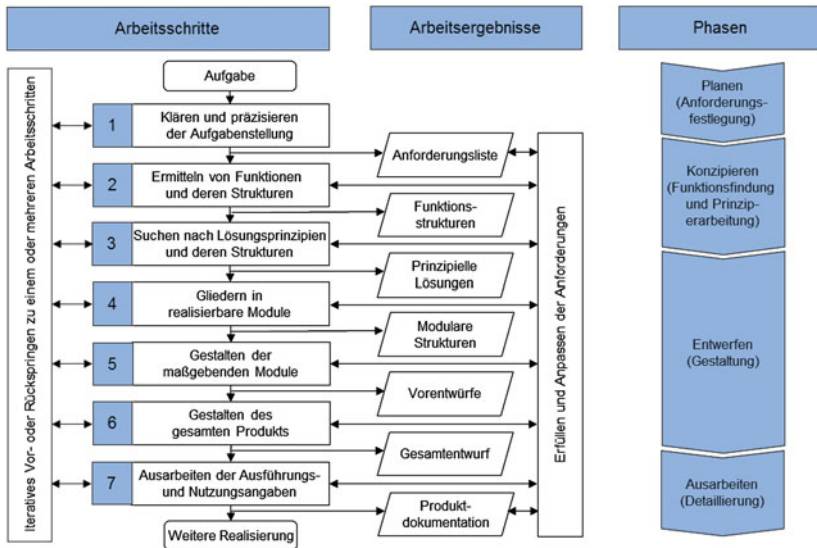 Arbeitsschritte
Arbeitsergebnisse
Phasen
Iteratives Vor- oder Rückspringen zu einem oder mehreren Arbeitsschritten
Aufgabe
1
Klären und präzisieren
der Aufgabenstellung
Anforderungsliste
2
Ermitteln von Funktionen
und deren Strukturen
Funktions-
strukturen
3
Suchen nach Lösungsprinzipien
und deren Strukturen
Prinzipielle
Lösungen
4
Gliedern in
realisierbare Module
Modulare
Strukturen
5
Gestalten der
maßgebenden Module
Vorentwürfe
6
Gestalten des
gesamten Produkts
Gesamtentwurf
7
Ausarbeiten der Ausführungs-
und Nutzungsangaben
Produkt-
dokumentation
Weitere Realisierung
Erfüllen und Anpassen der Anforderungen
Planen
(Anforderungs-
festlegung)
Konzipieren
(Funktionsfindung
und Prinzip-
erarbeitung)
Entwerfen
(Gestaltung)
Ausarbeiten
(Detaillierung)